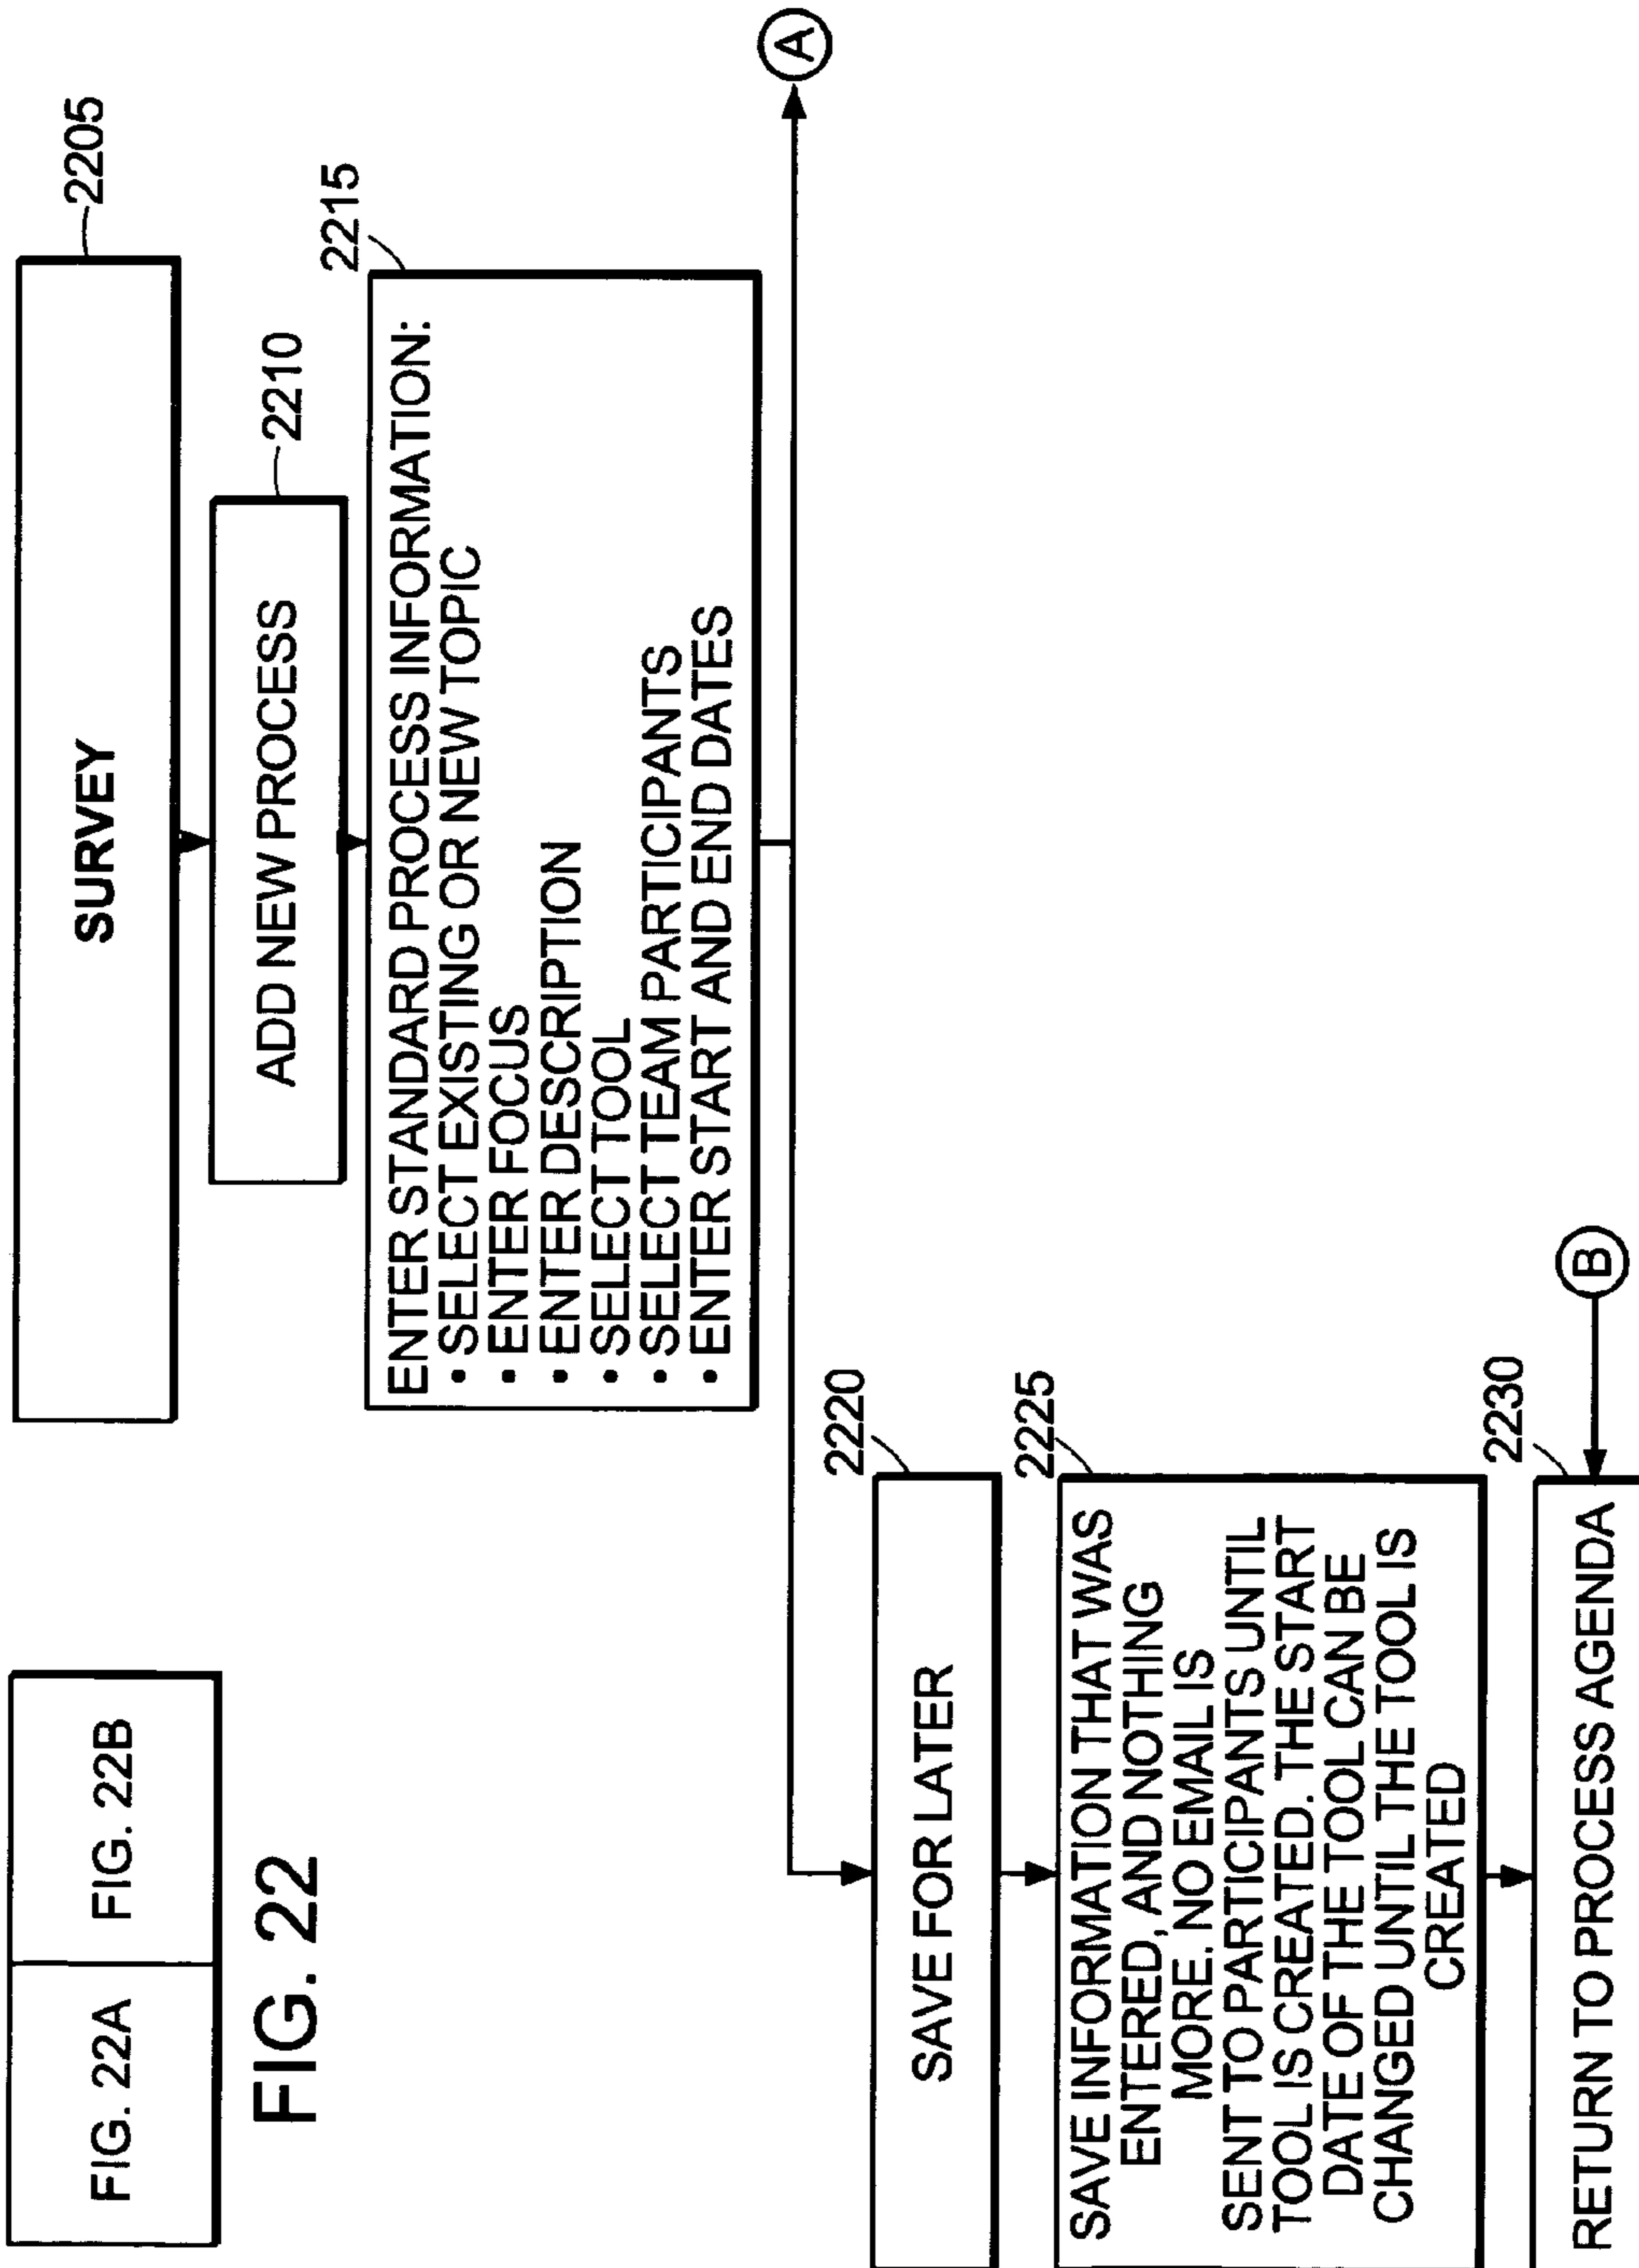 FIG. 22A
FIG. 22B
FIG. 22
SURVEY
2205
ADD NEW PROCESS
2210
2215
ENTER STANDARD PROCESS INFORMATION:
• SELECT EXISTING OR NEW TOPIC
• ENTER FOCUS
• ENTER DESCRIPTION
• SELECT TOOL
• SELECT TEAM PARTICIPANTS
• ENTER START AND END DATES
A
2220
SAVE FOR LATER
2225
SAVE INFORMATION THAT WAS
ENTERED, AND NOTHING
MORE. NO EMAIL IS
SENT TO PARTICIPANTS UNTIL
TOOL IS CREATED. THE START
DATE OF THE TOOL CAN BE
CHANGED UNTIL THE TOOL IS
CREATED
2230
RETURN TO PROCESS AGENDA
B